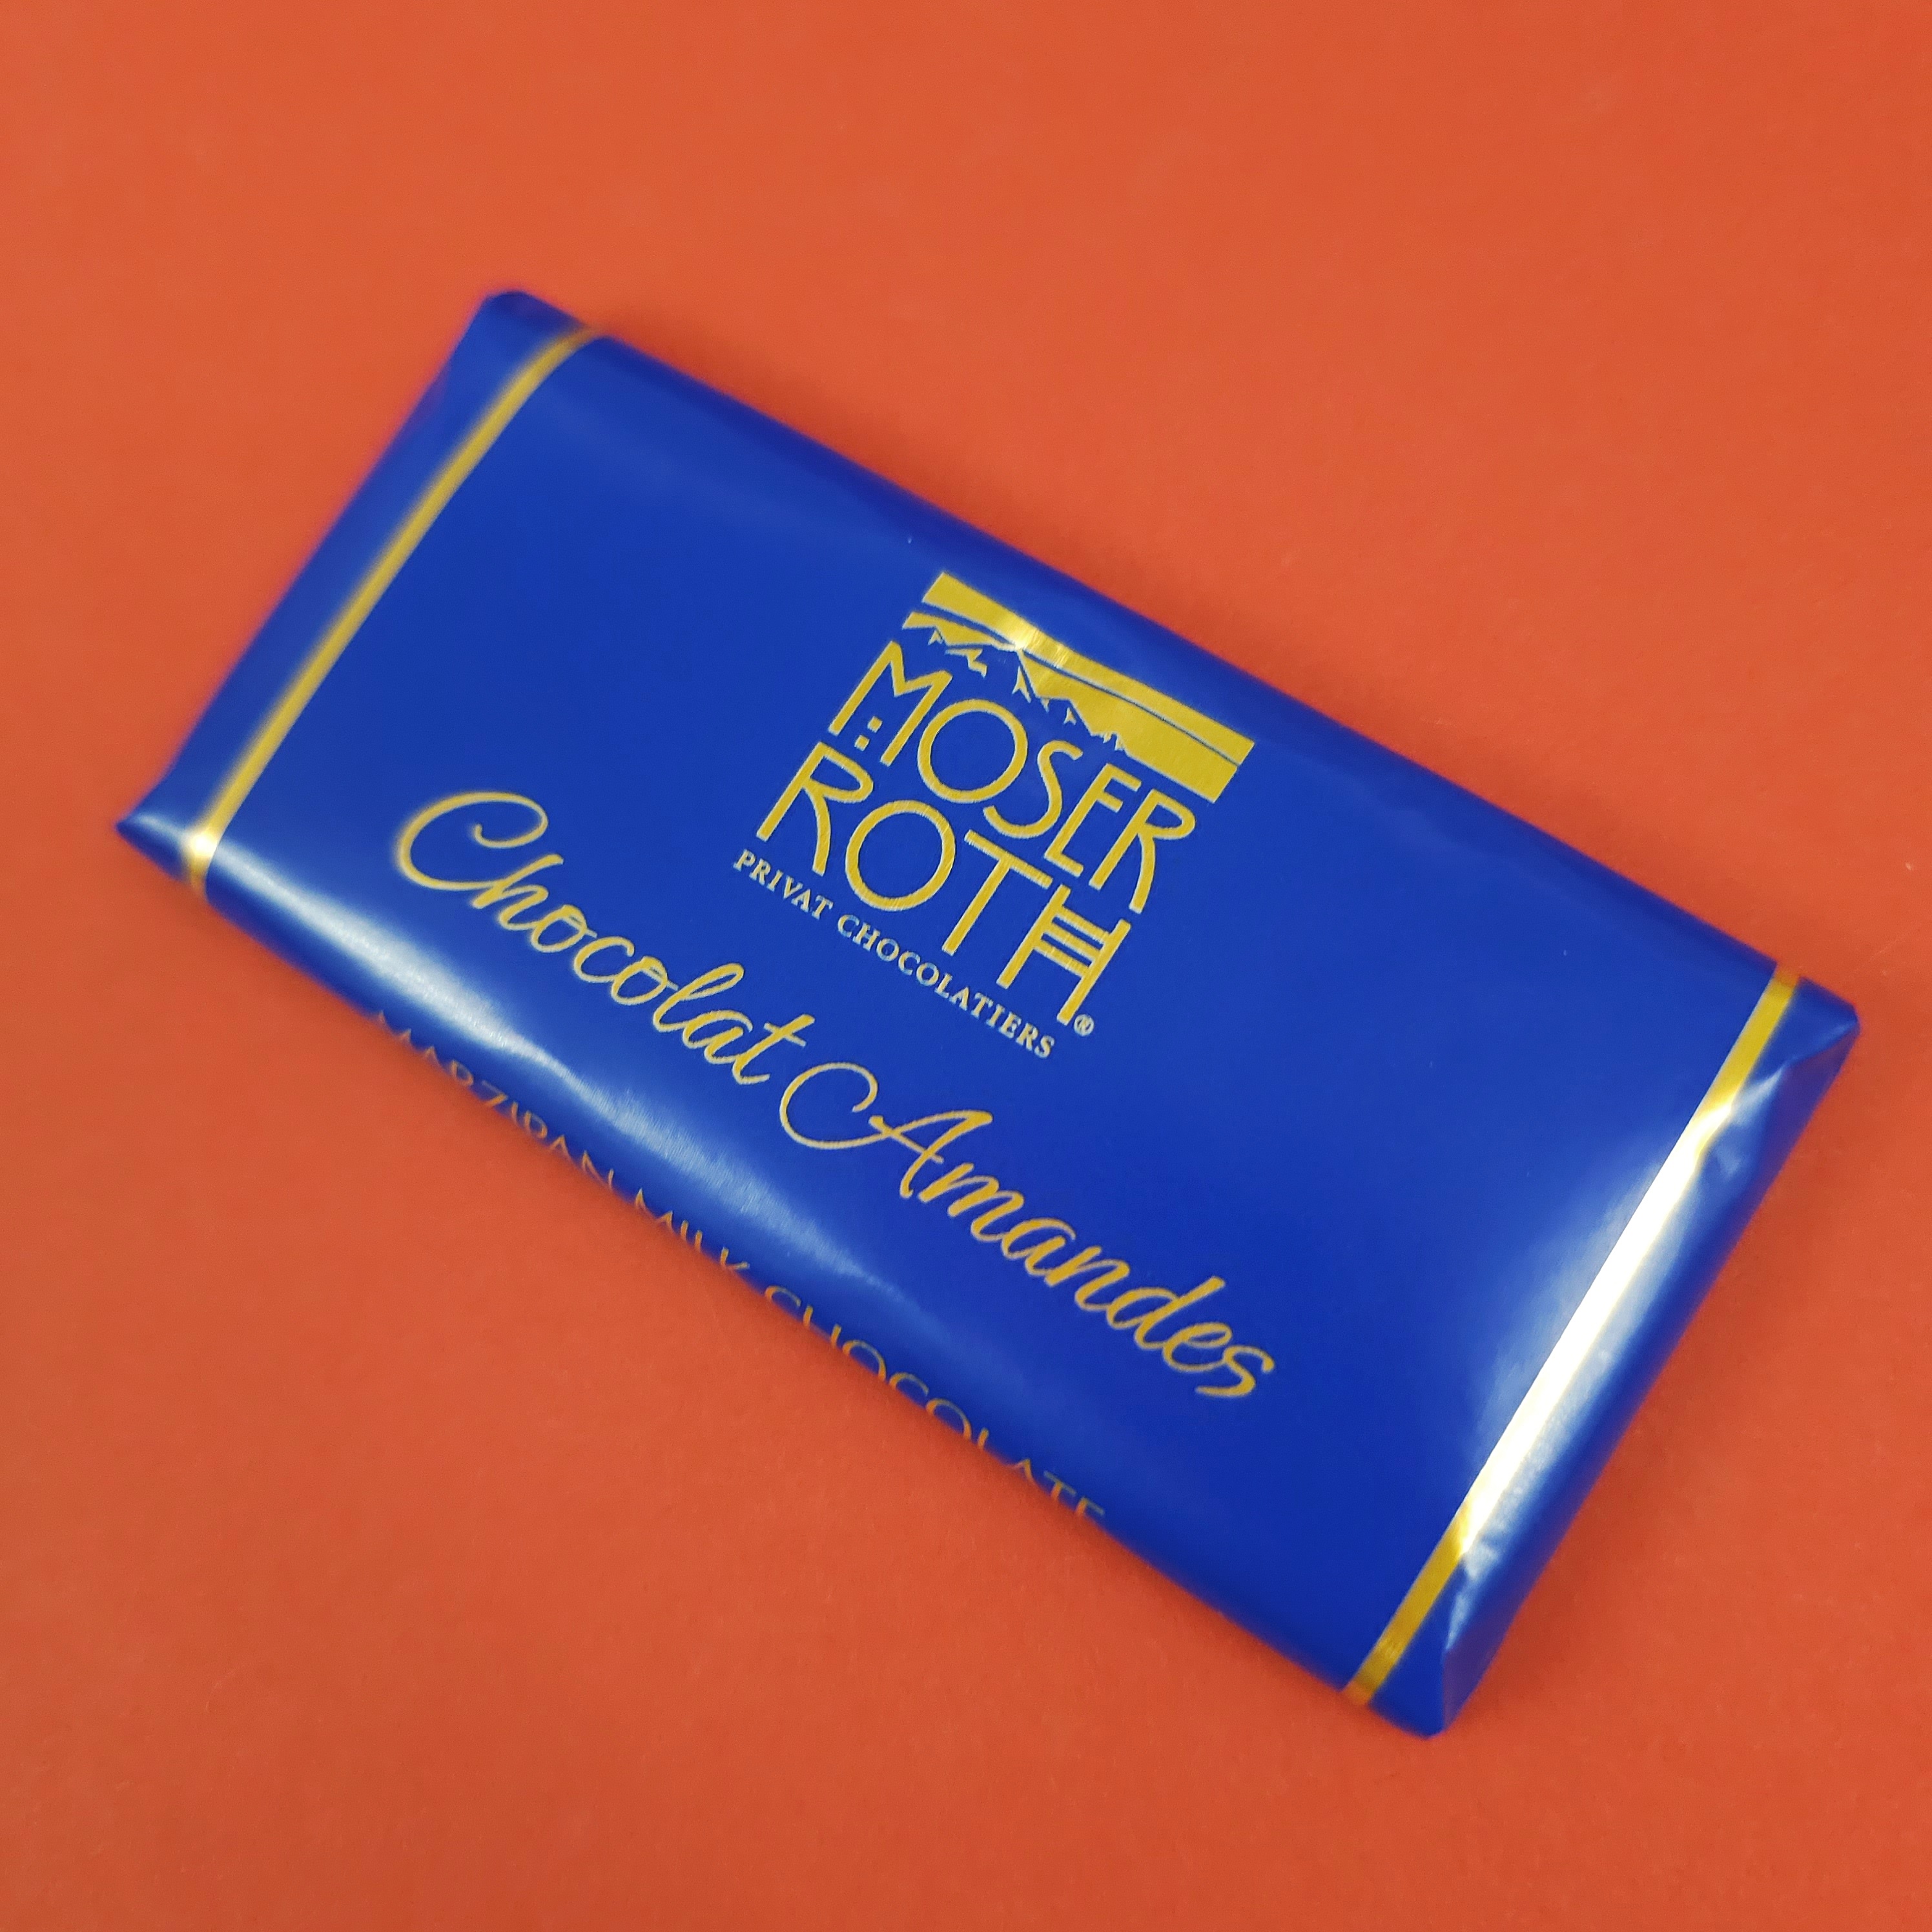 MOSER
ROTH®
PRIVAT CHOCOLATIERS
Chocolat Amandes
MARZIPAN MILK CHOCOLATE